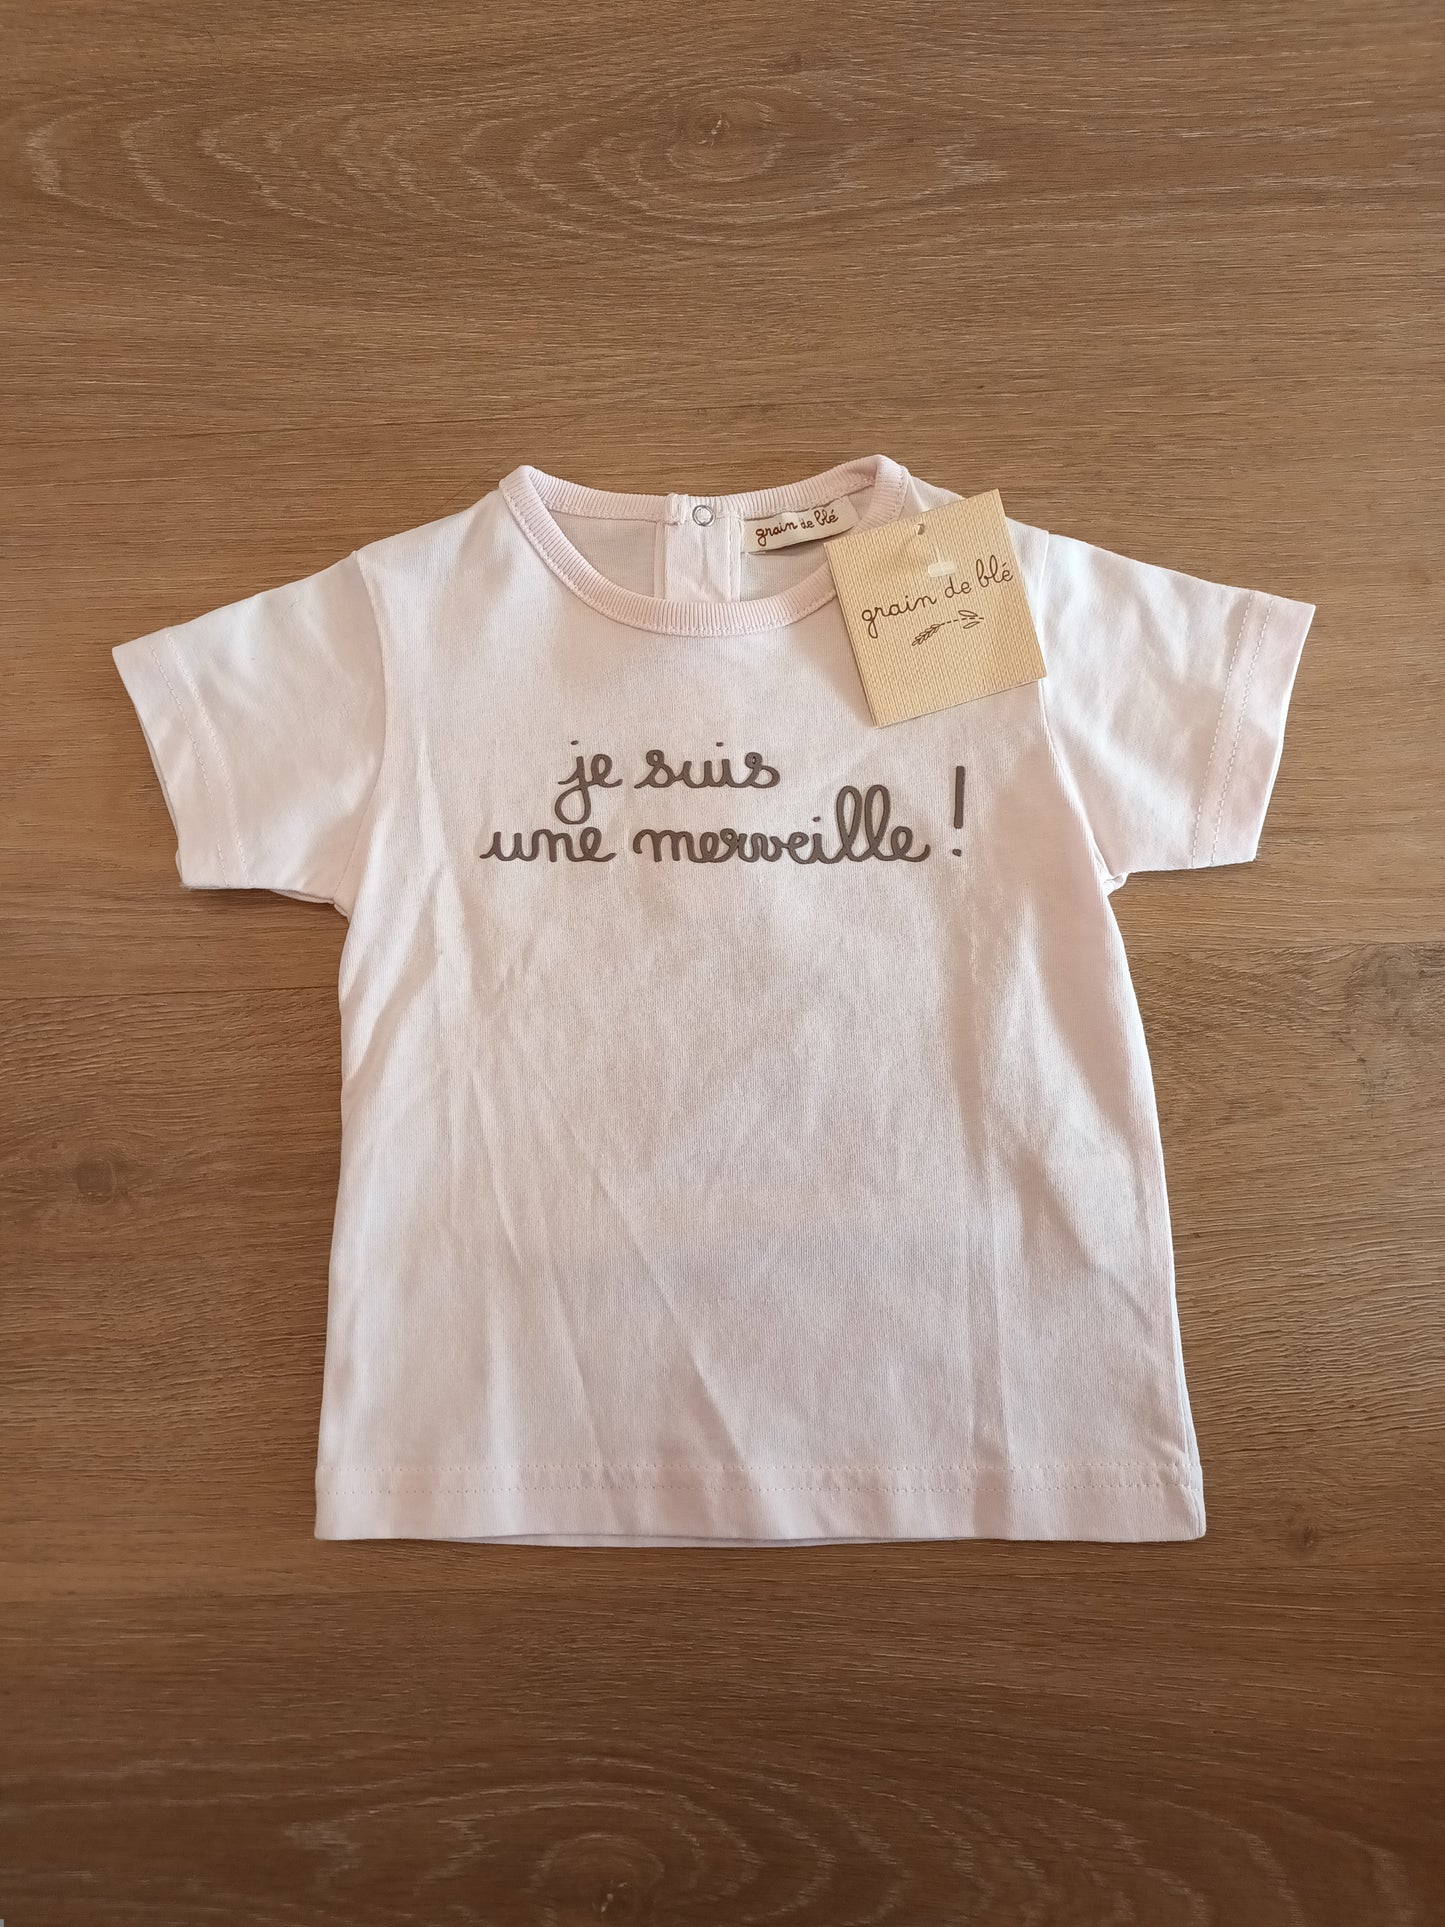 grain de blé
grain de blé
je suis
une merveille !